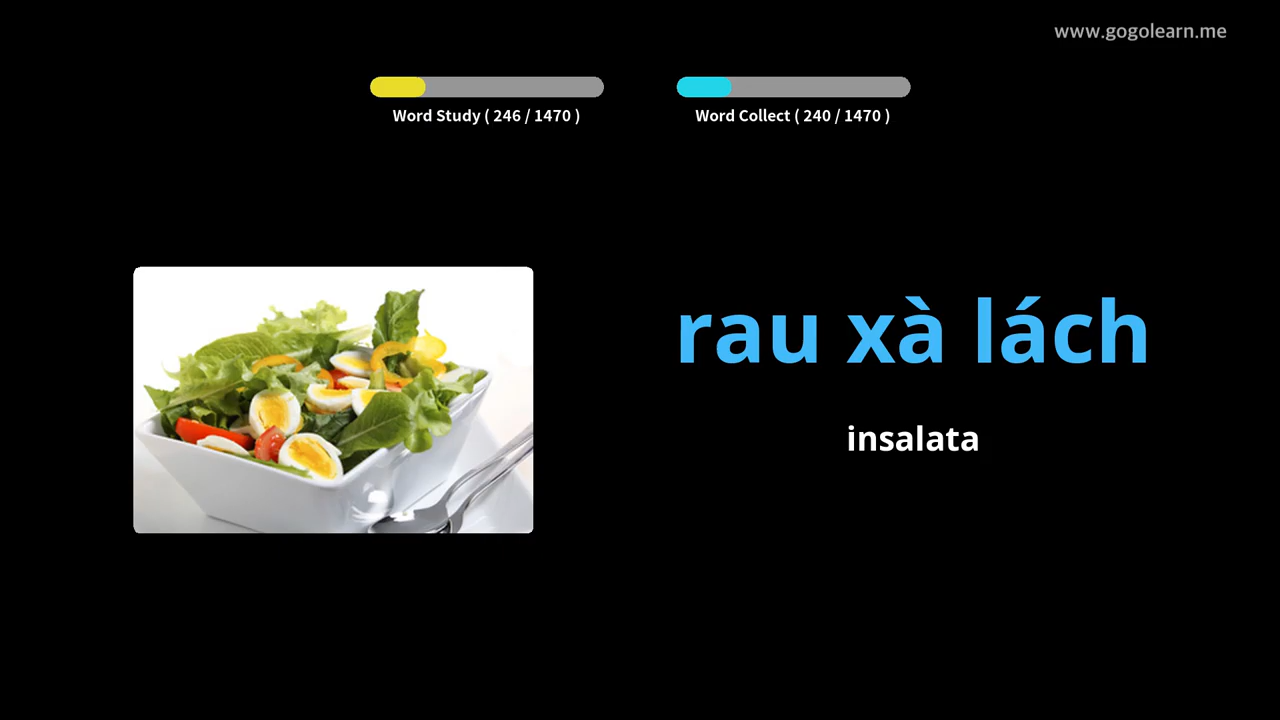 www.gogolearn.me
Word Study ( 246 / 1470 )
Word Collect ( 240 / 1470 )
rau xà lách
insalata